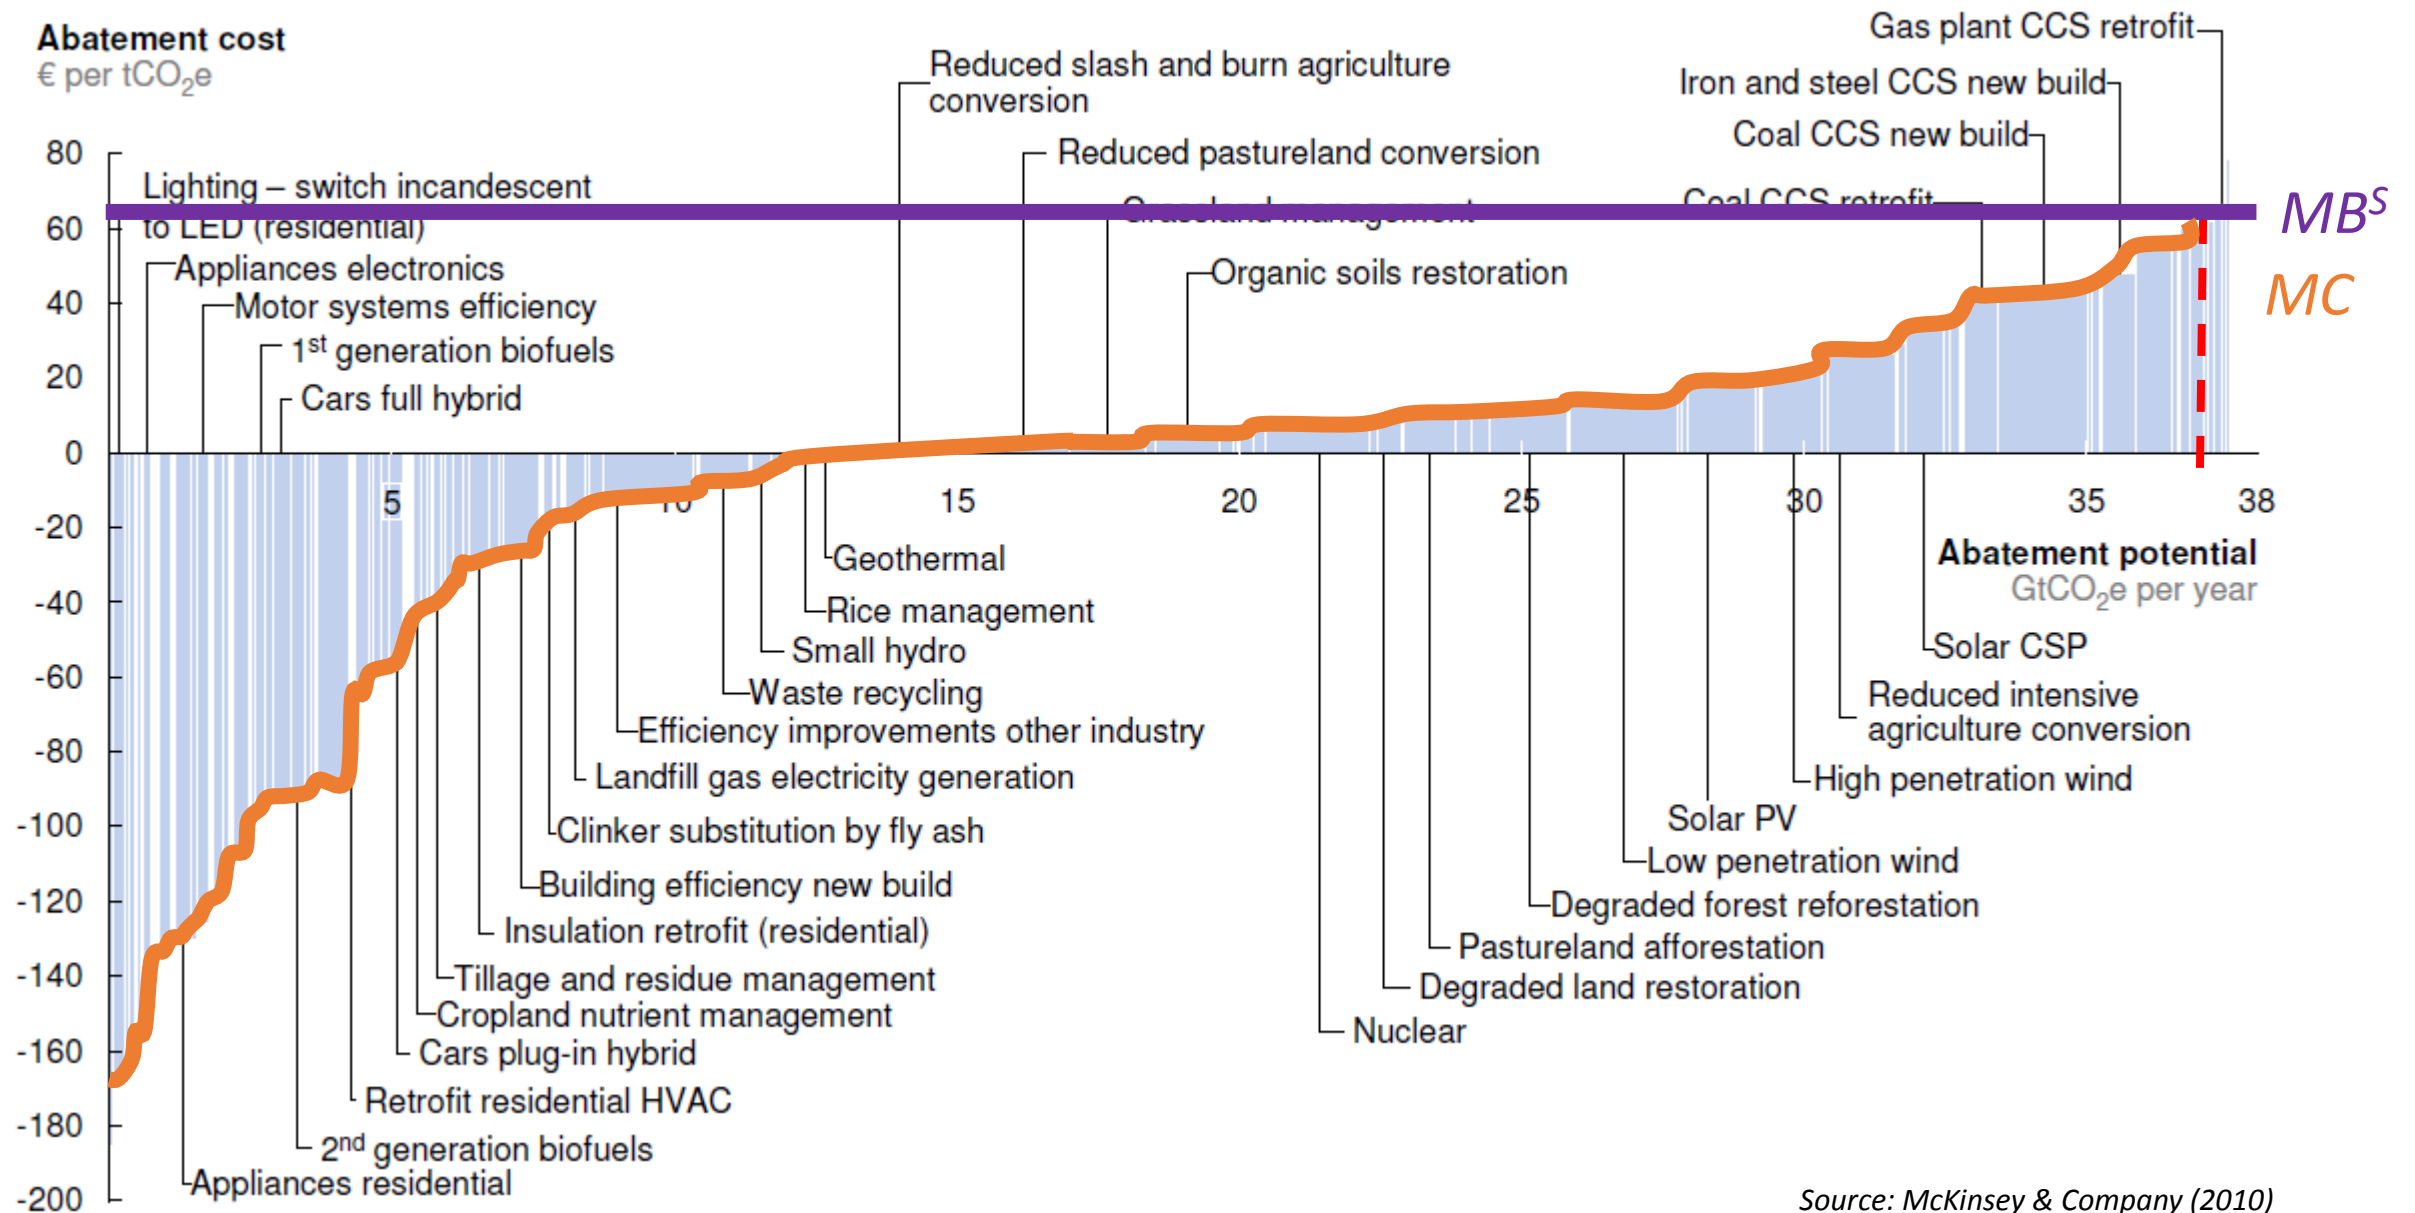 Abatement cost
€ per tCO2e
Gas plant CCS retrofit
Reduced slash and burn agriculture
conversion
Iron and steel CCS new build
Coal CCS new build
Reduced pastureland conversion
80
Lighting – switch incandescent
to LED (residential)
Coal CCS retrofit
Grassland management
MBS
60
Appliances electronics
Organic soils restoration
MC
40
Motor systems efficiency
1st generation biofuels
20
Cars full hybrid
0
5
10
15
20
25
30
35
38
-20
Abatement potential
GtCO2e per year
Geothermal
-40
Rice management
Small hydro
Solar CSP
-60
Waste recycling
Reduced intensive
agriculture conversion
Efficiency improvements other industry
-80
Landfill gas electricity generation
High penetration wind
Solar PV
-100
Clinker substitution by fly ash
Low penetration wind
Building efficiency new build
-120
Degraded forest reforestation
Insulation retrofit (residential)
Pastureland afforestation
-140
Tillage and residue management
Degraded land restoration
Cropland nutrient management
Nuclear
-160
Cars plug-in hybrid
Retrofit residential HVAC
-180
2nd generation biofuels
Appliances residential
-200
Source: McKinsey & Company (2010)